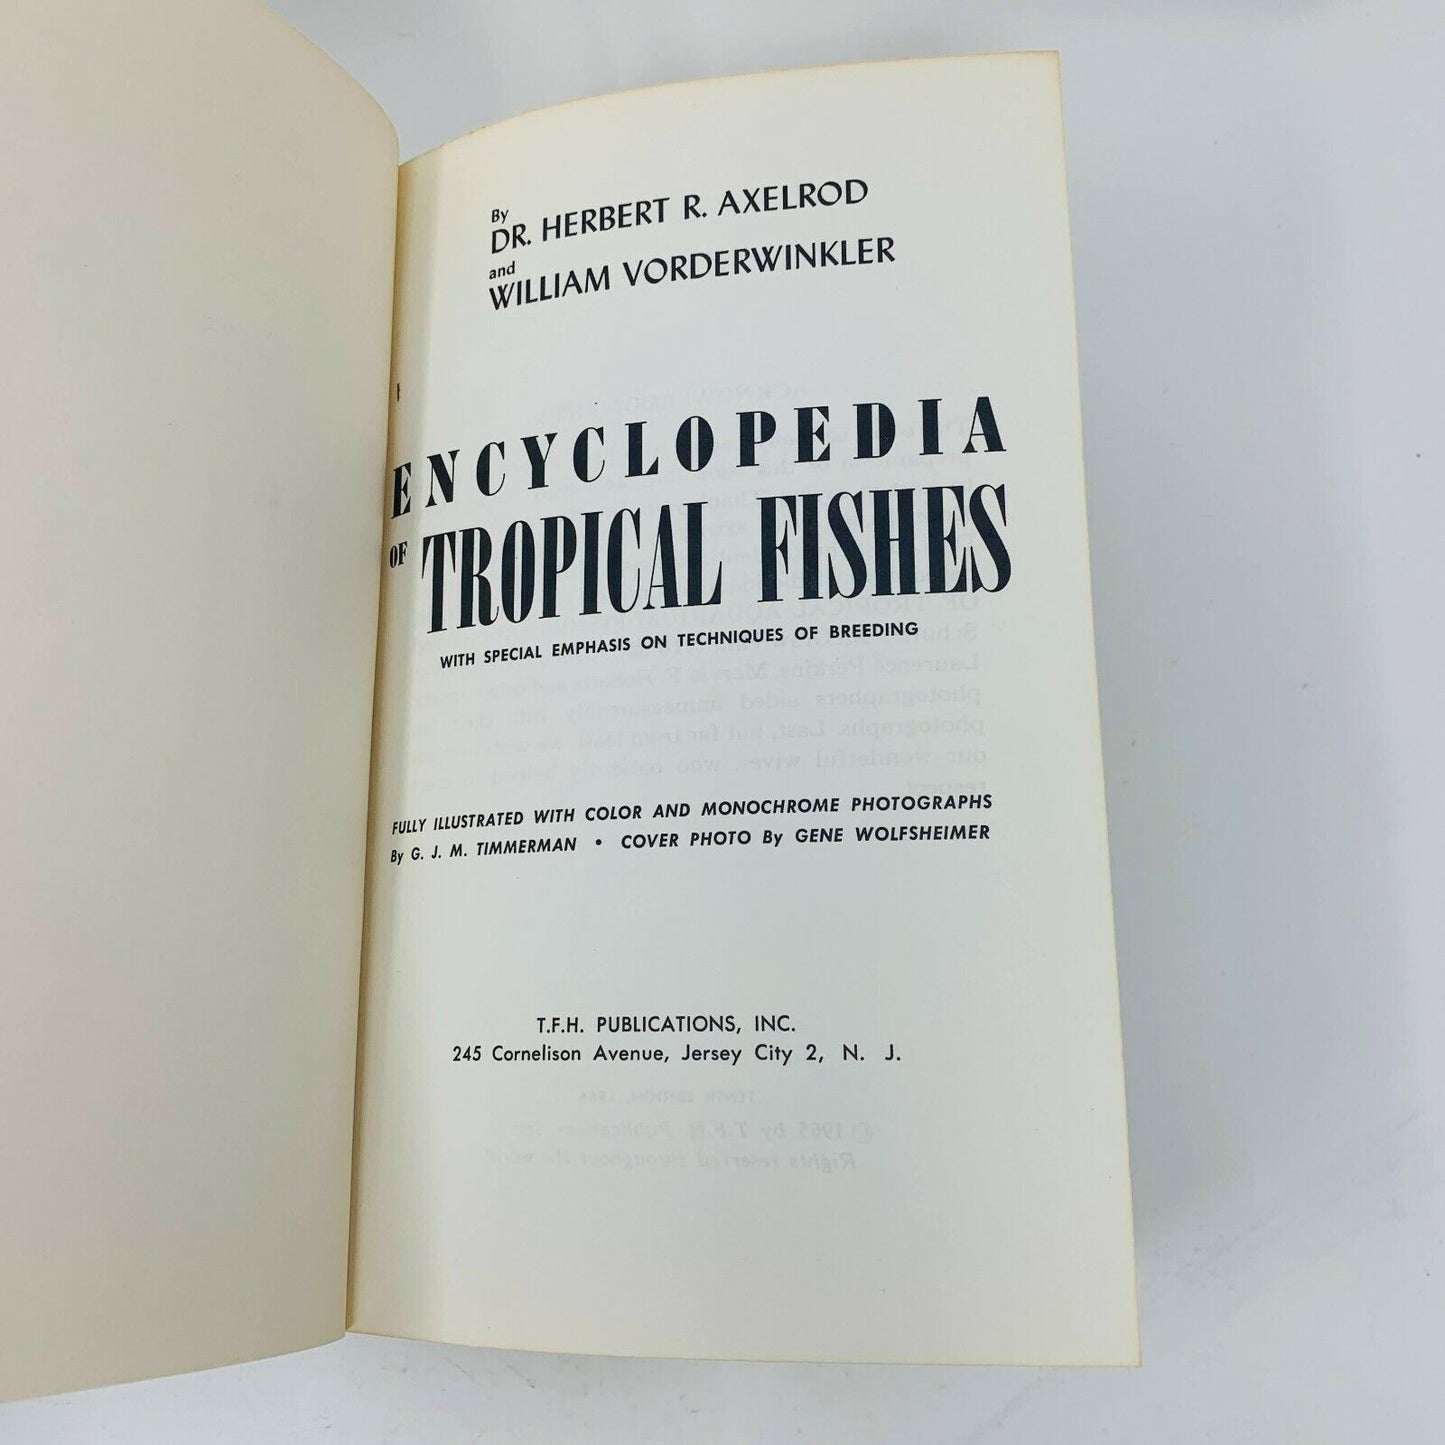 By
DR. HERBERT R. AXELROD
and
WILLIAM VORDERWINKLER
ENCYCLOPEDIA
OF TROPICAL FISHES
WITH SPECIAL EMPHASIS ON TECHNIQUES OF BREEDING
FULLY ILLUSTRATED WITH COLOR AND MONOCHROME PHOTOGRAPHS
By G. J. M. TIMMERMAN • COVER PHOTO By GENE WOLFSHEIMER
T.F.H. PUBLICATIONS, INC.
245 Cornelison Avenue, Jersey City 2, N. J.